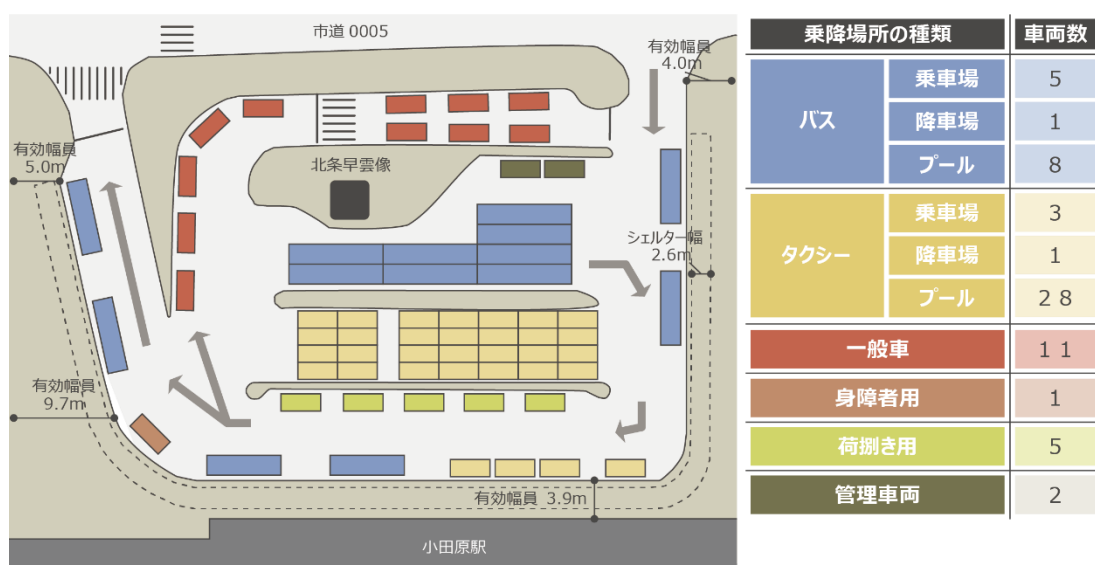 市道 0005
有効幅員
4.0m
有効幅員
5.0m
北条早雲像
シェルター幅
2.6m
有効幅員
9.7m
有効幅員 3.9m
小田原駅
乗降場所の種類 車両数
バス
乗車場 5
降車場 1
プール 8
タクシー
乗車場 3
降車場 1
プール 28
一般車 11
身障者用 1
荷捌き用 5
管理車両 2